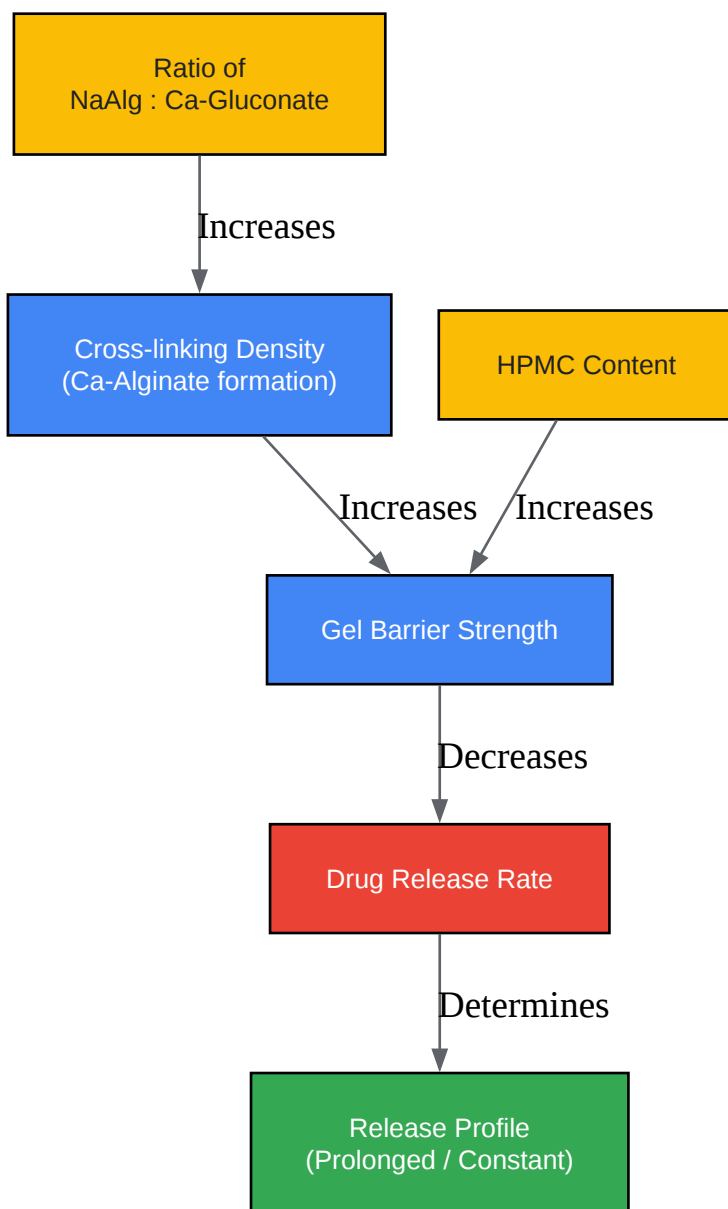 Ratio of
NaAlg : Ca-Gluconate
Increases
Cross-linking Density
(Ca-Alginate formation)
HPMC Content
Increases
Increases
Gel Barrier Strength
Decreases
Drug Release Rate
Determines
Release Profile
(Prolonged / Constant)